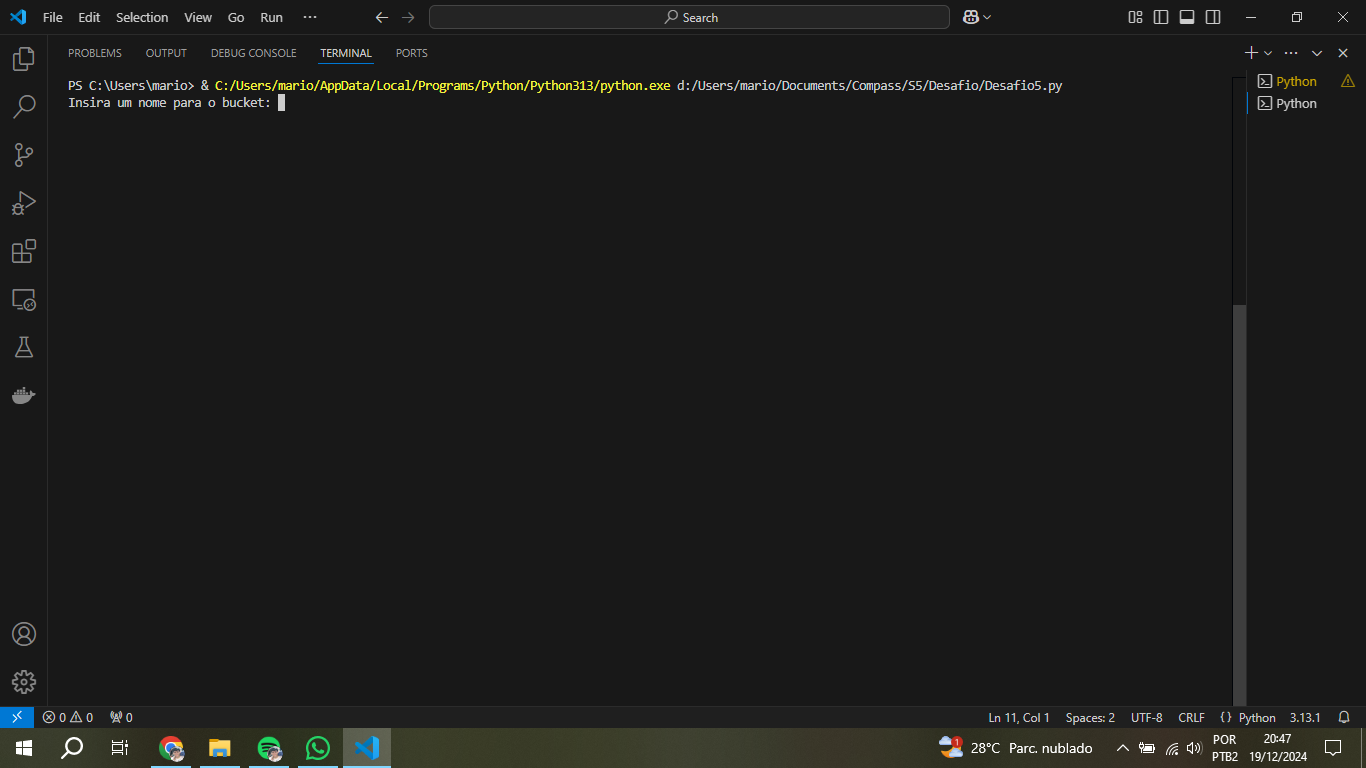 File Edit Selection View Go Run ··· Search
PROBLEMS OUTPUT DEBUG CONSOLE TERMINAL PORTS
PS C:\Users\mario> & C:/Users/mario/AppData/Local/Programs/Python/Python313/python.exe d:/Users/mario/Documents/Compass/S5/Desafio/Desafio5.py
Insira um nome para o bucket:
Python
Python
0 0 0 Ln 11, Col 1 Spaces: 2 UTF-8 CRLF {} Python 3.13.1
1 28°C Parc. nublado
POR
PTB2
20:47
19/12/2024